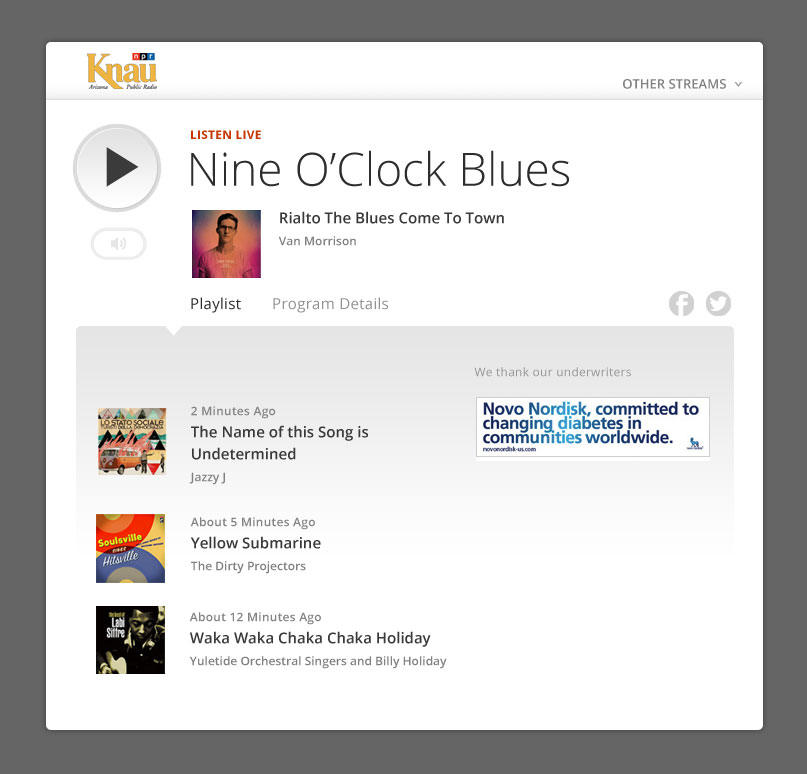 npr
Knau
Arizona Public Radio
OTHER STREAMS
LISTEN LIVE
Nine O'Clock Blues
Rialto The Blues Come To Town
Van Morrison
Playlist
Program Details
We thank our underwriters
Novo Nordisk, committed to
changing diabetes in
communities worldwide.
novonordisk-us.com
2 Minutes Ago
The Name of this Song is
Undetermined
Jazzy J
LO STATO SOCIALE
TURISTI DELLA DEMOCRAZIA
About 5 Minutes Ago
Yellow Submarine
The Dirty Projectors
Soulsville
sings
Hitsville
About 12 Minutes Ago
Waka Waka Chaka Chaka Holiday
Yuletide Orchestral Singers and Billy Holiday
the best of
Labi
Siffre